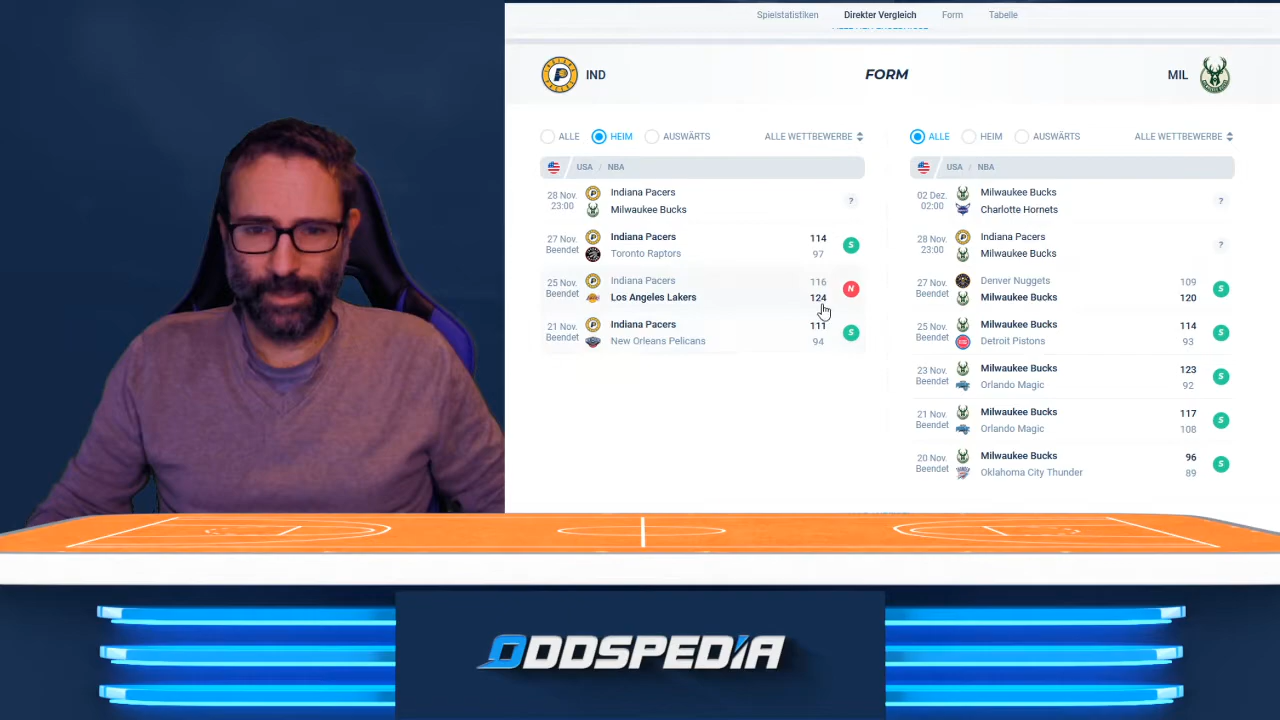 Spielstatistiken Direkter Vergleich Form Tabelle
IND FORM MIL
ALLE HEIM AUSWÄRTS ALLE WETTBEWERBE
USA / NBA
28 Nov. 23:00 Indiana Pacers
Milwaukee Bucks ?
27 Nov. Beendet Indiana Pacers 114
Toronto Raptors 97 S
25 Nov. Beendet Indiana Pacers 116
Los Angeles Lakers 124 N
21 Nov. Beendet Indiana Pacers 111
New Orleans Pelicans 94 S
ALLE HEIM AUSWÄRTS ALLE WETTBEWERBE
USA / NBA
02 Dez. 02:00 Milwaukee Bucks
Charlotte Hornets ?
28 Nov. 23:00 Indiana Pacers
Milwaukee Bucks ?
27 Nov. Beendet Denver Nuggets 109
Milwaukee Bucks 120 S
25 Nov. Beendet Milwaukee Bucks 114
Detroit Pistons 93 S
23 Nov. Beendet Milwaukee Bucks 123
Orlando Magic 92 S
21 Nov. Beendet Milwaukee Bucks 117
Orlando Magic 108 S
20 Nov. Beendet Milwaukee Bucks 96
Oklahoma City Thunder 89 S
ODDSPEDIA